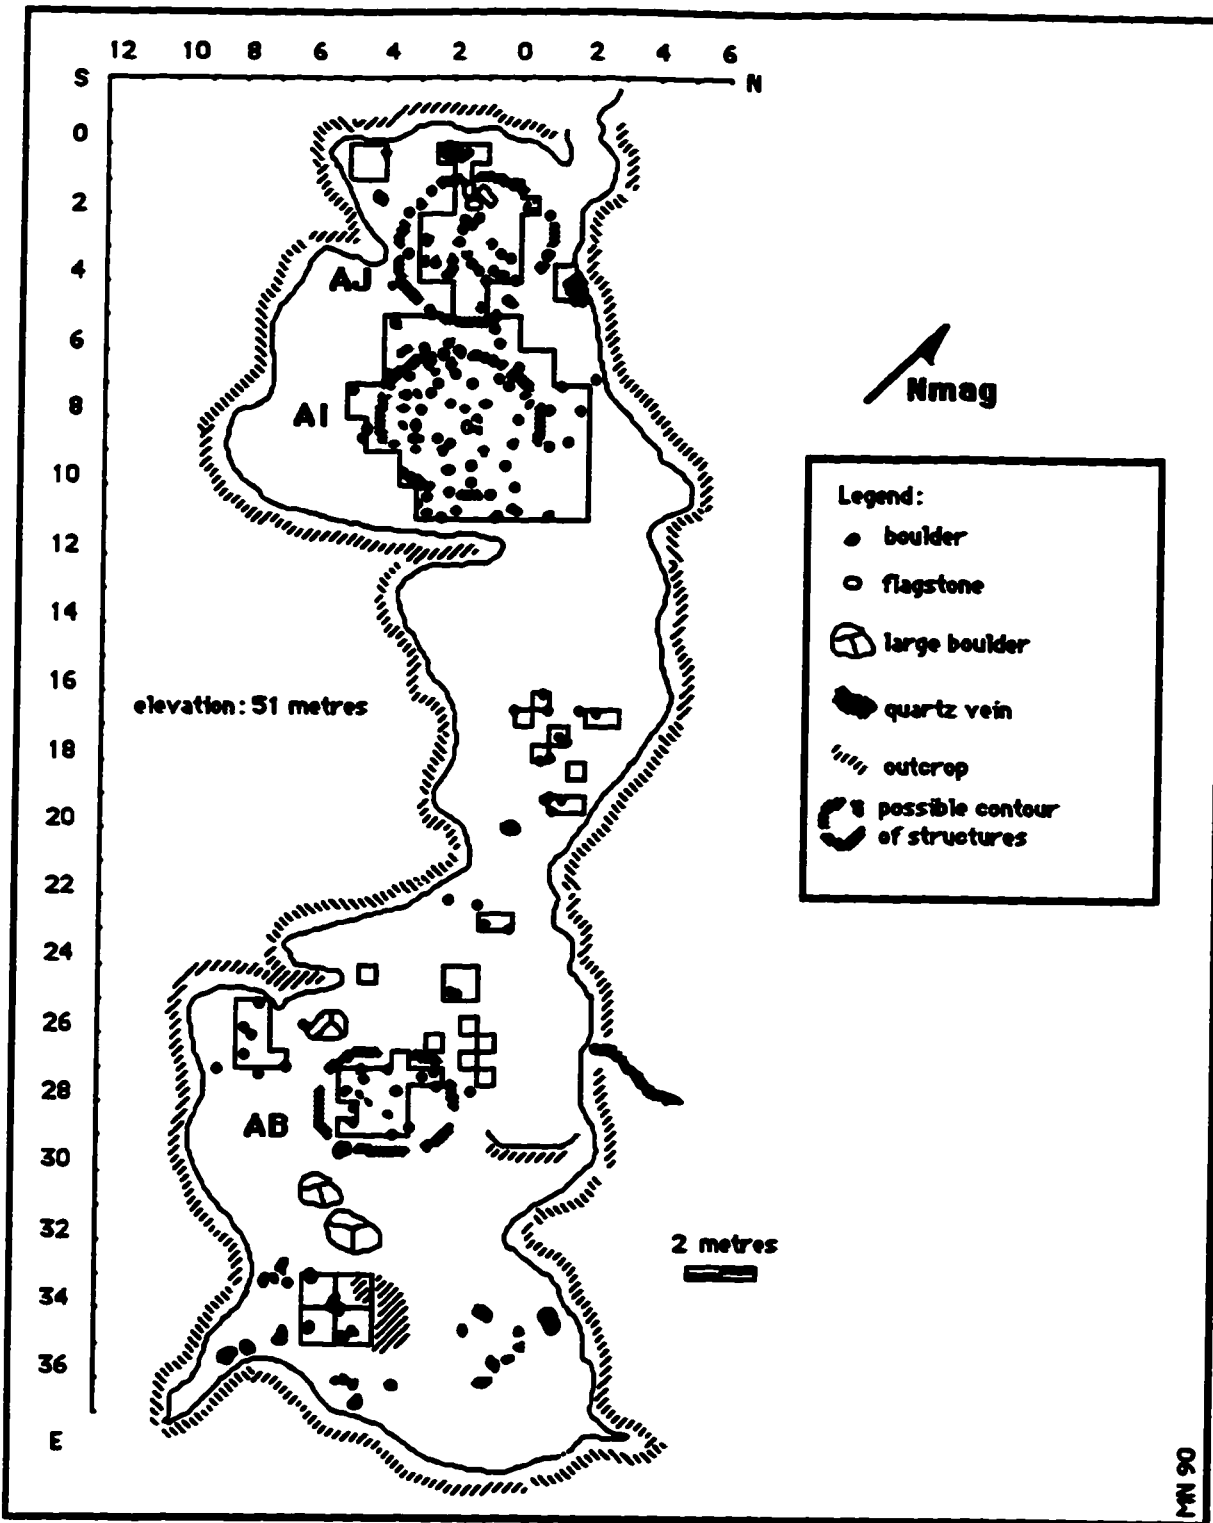 12 10 8 6 4 2 0 2 4 6
S N
0
2
4
AJ
6
Nmag
8
AI
10
Legend:
12
boulder
flagstone
14
large boulder
16
elevation: 51 metres
quartz vein
18
outcrop
20
possible contour
of structures
22
24
26
28
AB
30
32
2 metres
34
36
E
MN 90